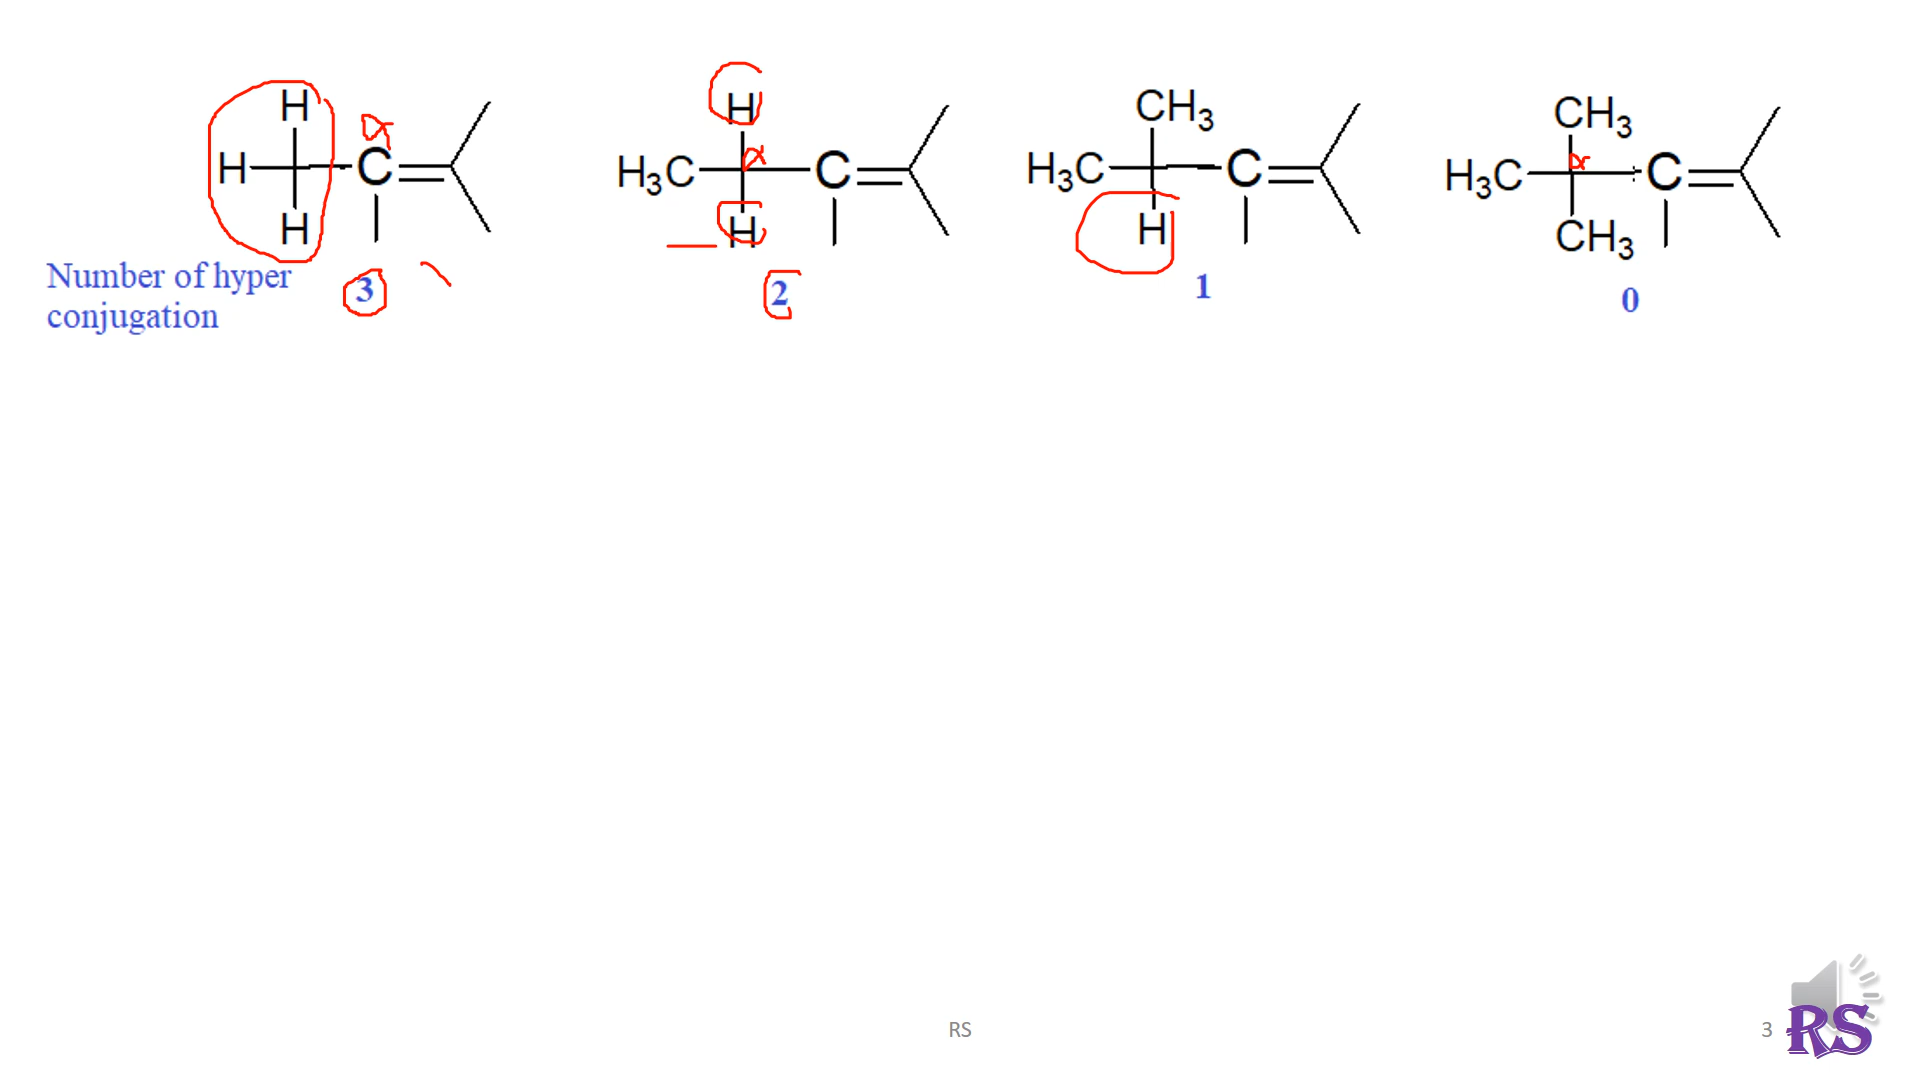 H
H
CH₃
CH₃
α
H C
H₃C α C
H₃C C
H₃C α C
H
H
H
CH₃
Number of hyper
conjugation
3
2
1
0
RS
3
RS